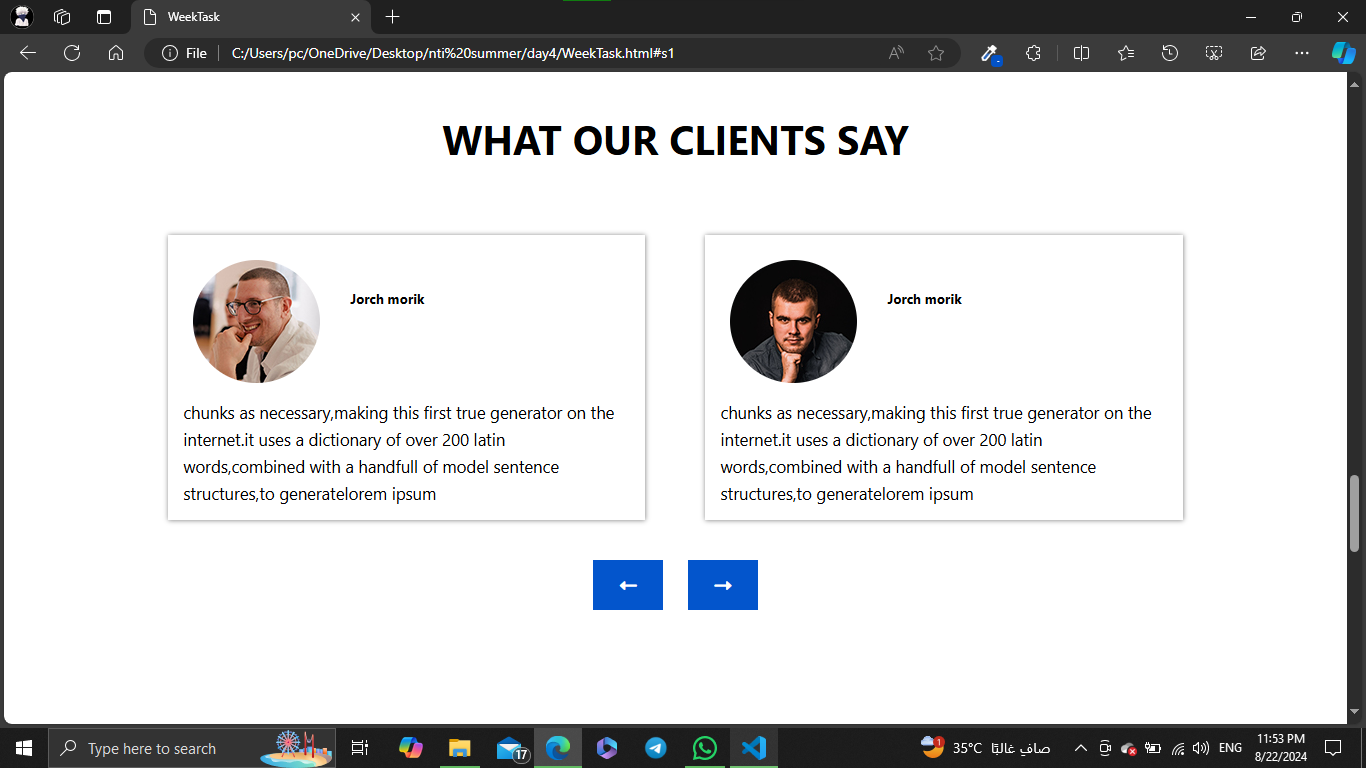 WeekTask
File
C:/Users/pc/OneDrive/Desktop/nti%20summer/day4/WeekTask.html#s1
WHAT OUR CLIENTS SAY
Jorch morik
chunks as necessary,making this first true generator on the
internet.it uses a dictionary of over 200 latin
words,combined with a handfull of model sentence
structures,to generatelorem ipsum
Jorch morik
chunks as necessary,making this first true generator on the
internet.it uses a dictionary of over 200 latin
words,combined with a handfull of model sentence
structures,to generatelorem ipsum
Type here to search
17
1
35°C صافٍ غالبًا
ENG
11:53 PM
8/22/2024